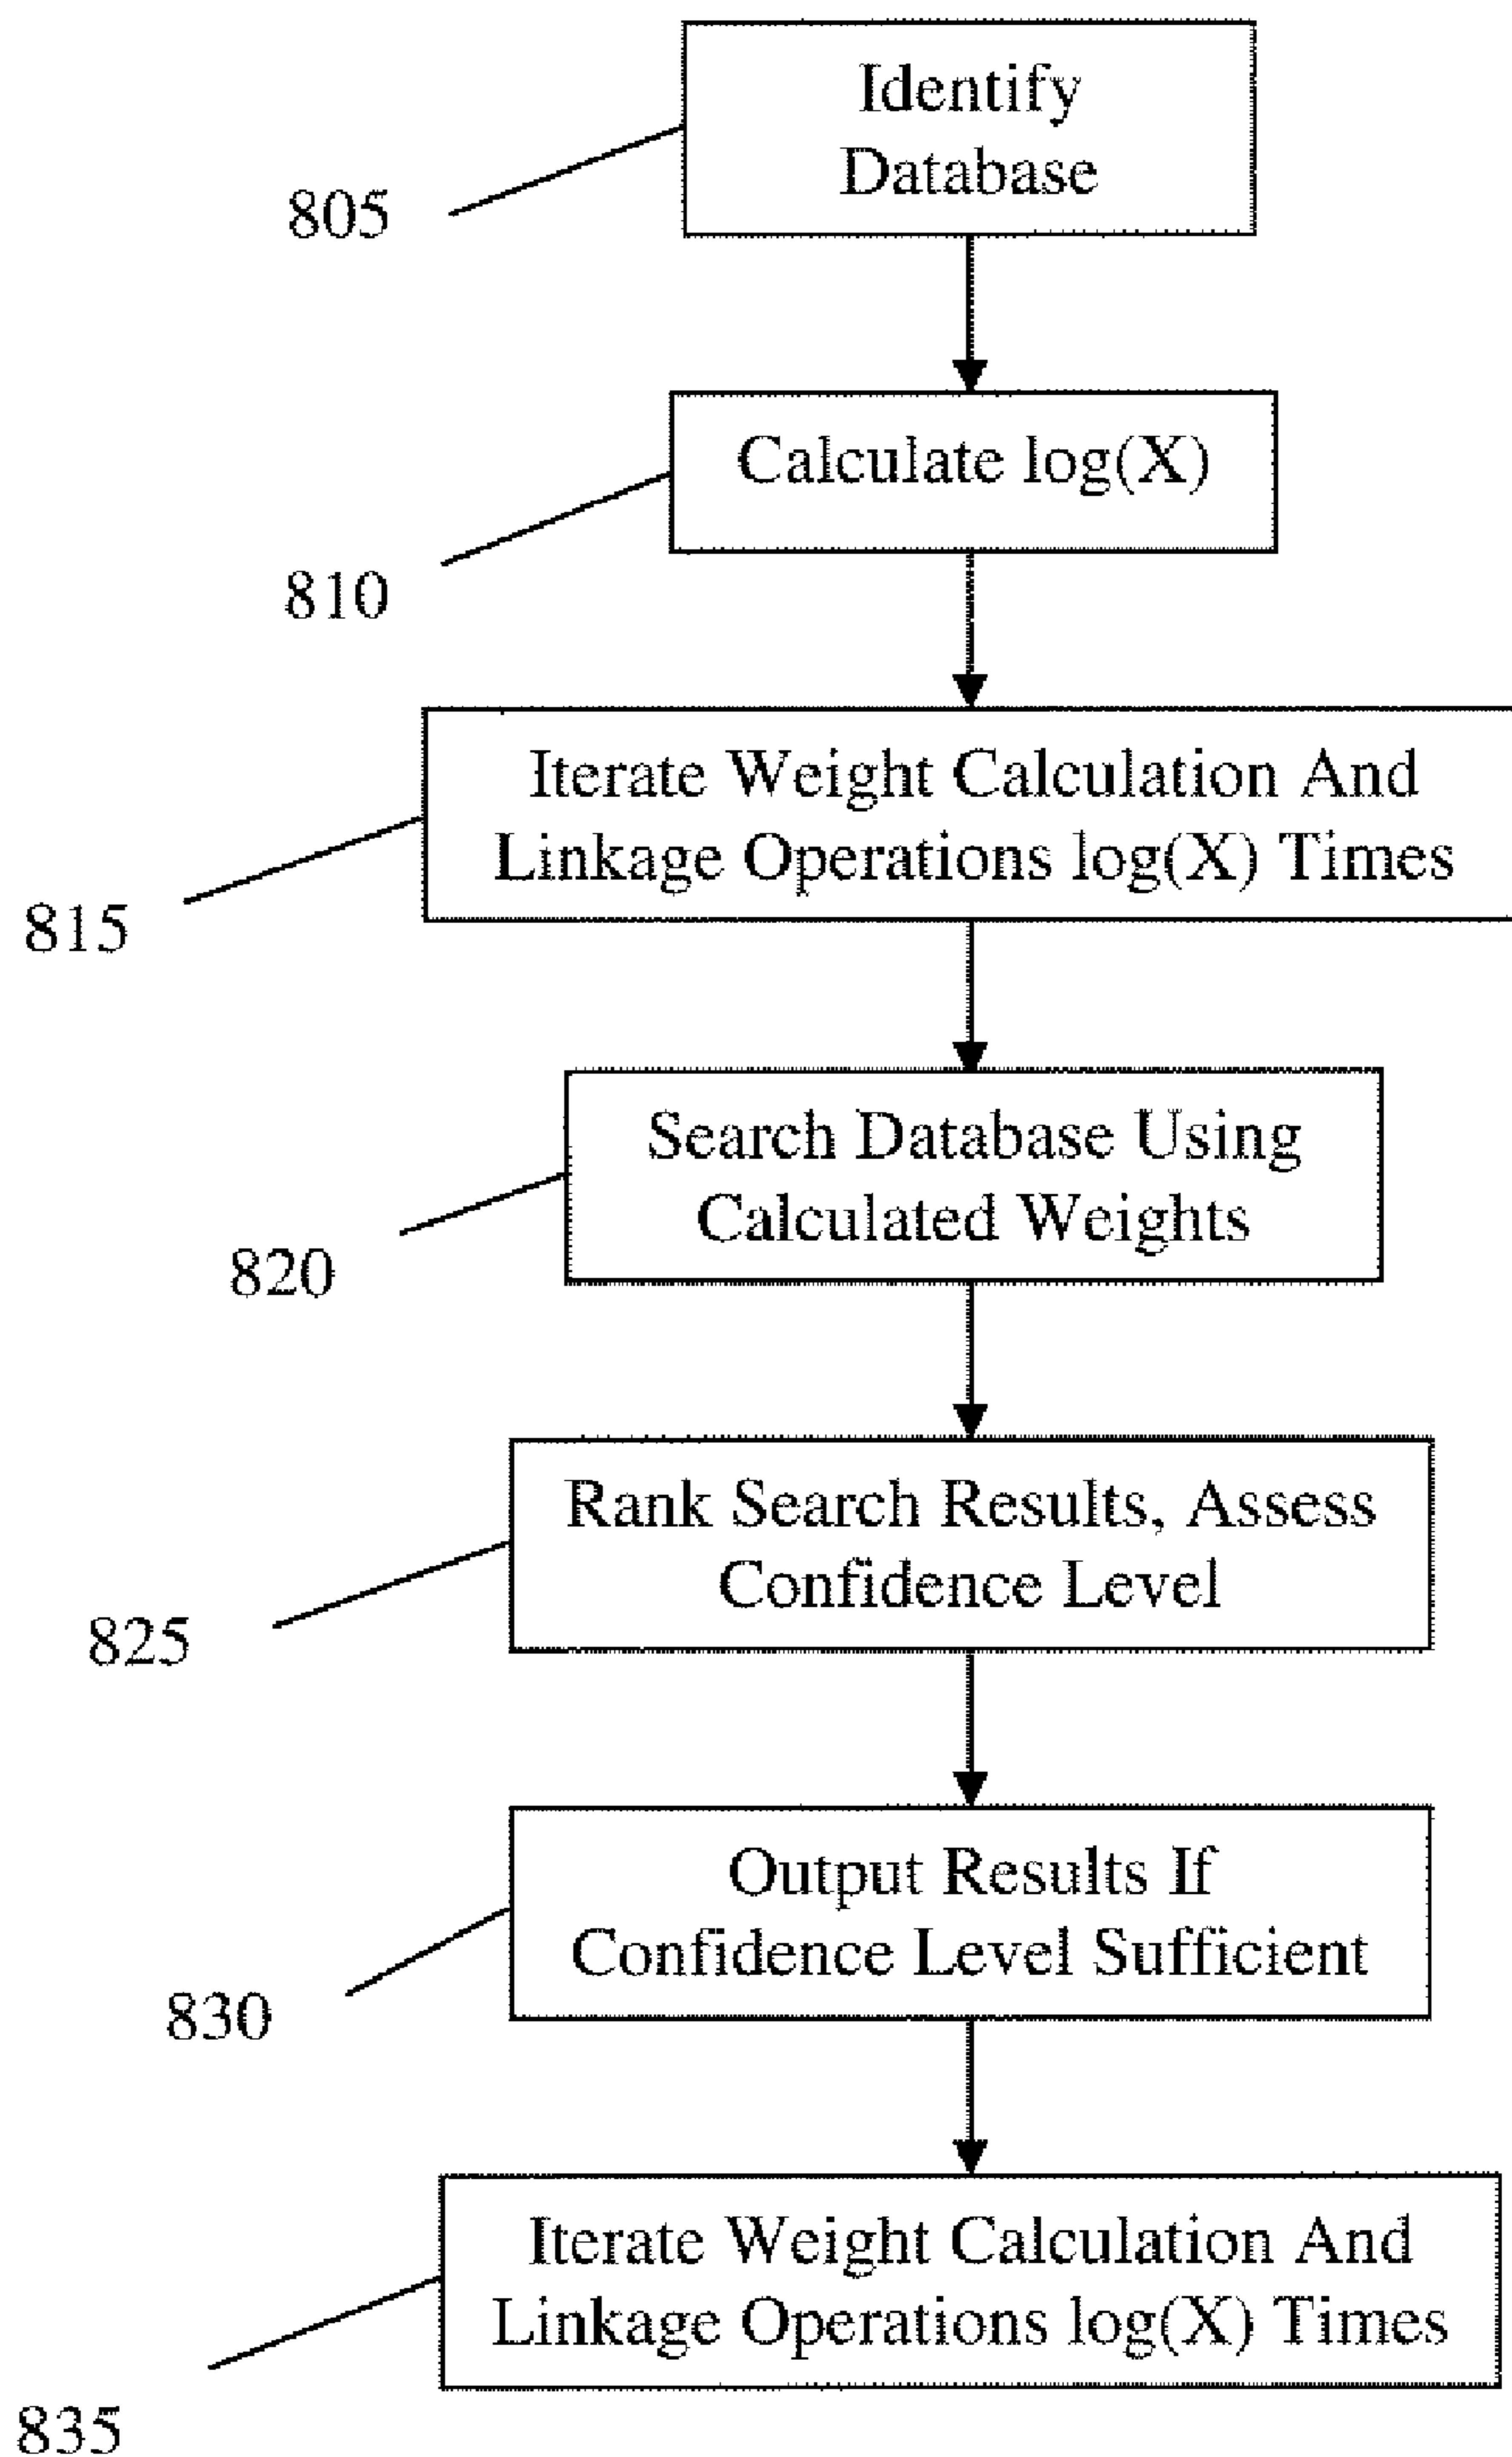 Identify
Database
805
Calculate log(X)
810
Iterate Weight Calculation And
Linkage Operations log(X) Times
815
Search Database Using
Calculated Weights
820
Rank Search Results, Assess
Confidence Level
825
Output Results If
Confidence Level Sufficient
830
Iterate Weight Calculation And
Linkage Operations log(X) Times
835